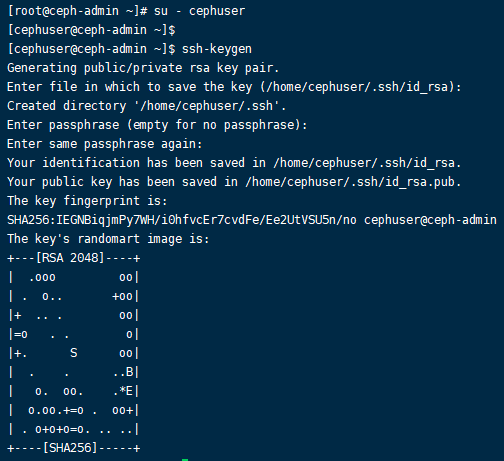 [root@ceph-admin ~]# su - cephuser
[cephuser@ceph-admin ~]$
[cephuser@ceph-admin ~]$ ssh-keygen
Generating public/private rsa key pair.
Enter file in which to save the key (/home/cephuser/.ssh/id_rsa):
Created directory '/home/cephuser/.ssh'.
Enter passphrase (empty for no passphrase):
Enter same passphrase again:
Your identification has been saved in /home/cephuser/.ssh/id_rsa.
Your public key has been saved in /home/cephuser/.ssh/id_rsa.pub.
The key fingerprint is:
SHA256:IEGNBiqjmPy7WH/i0hfvcEr7cvdFe/Ee2UtVSU5n/no cephuser@ceph-admin
The key's randomart image is:
+---[RSA 2048]----+
|  .ooo         oo|
| .  o..       +oo|
|+  .. .        oo|
|=o   . .        o|
|+.      S      oo|
|  .    .      ..B|
|   o.  oo.    .*E|
|  o.oo.+=o .  oo+|
| . o+o+o=o. .. ..|
+----[SHA256]-----+